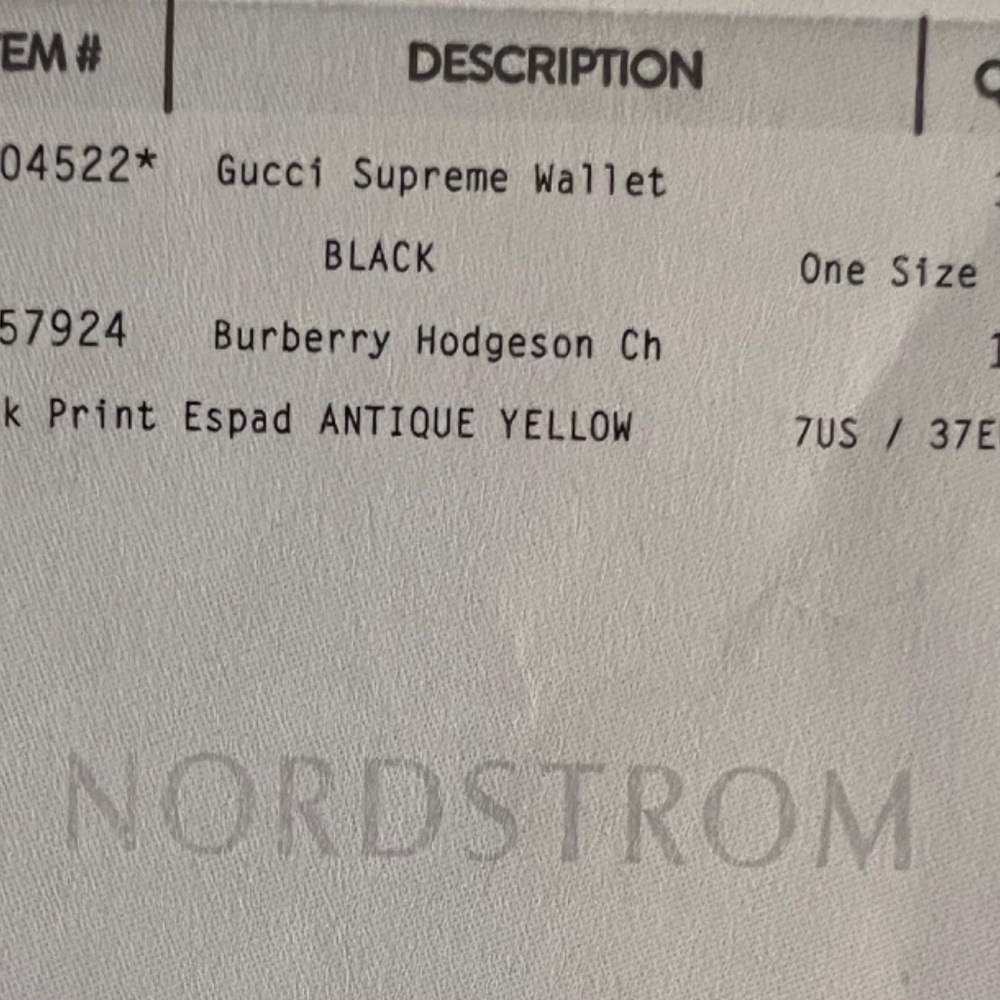 EM # DESCRIPTION
04522* Gucci Supreme Wallet
BLACK One Size
57924 Burberry Hodgeson Ch 1
k Print Espad ANTIQUE YELLOW 7US / 37E
NORDSTROM